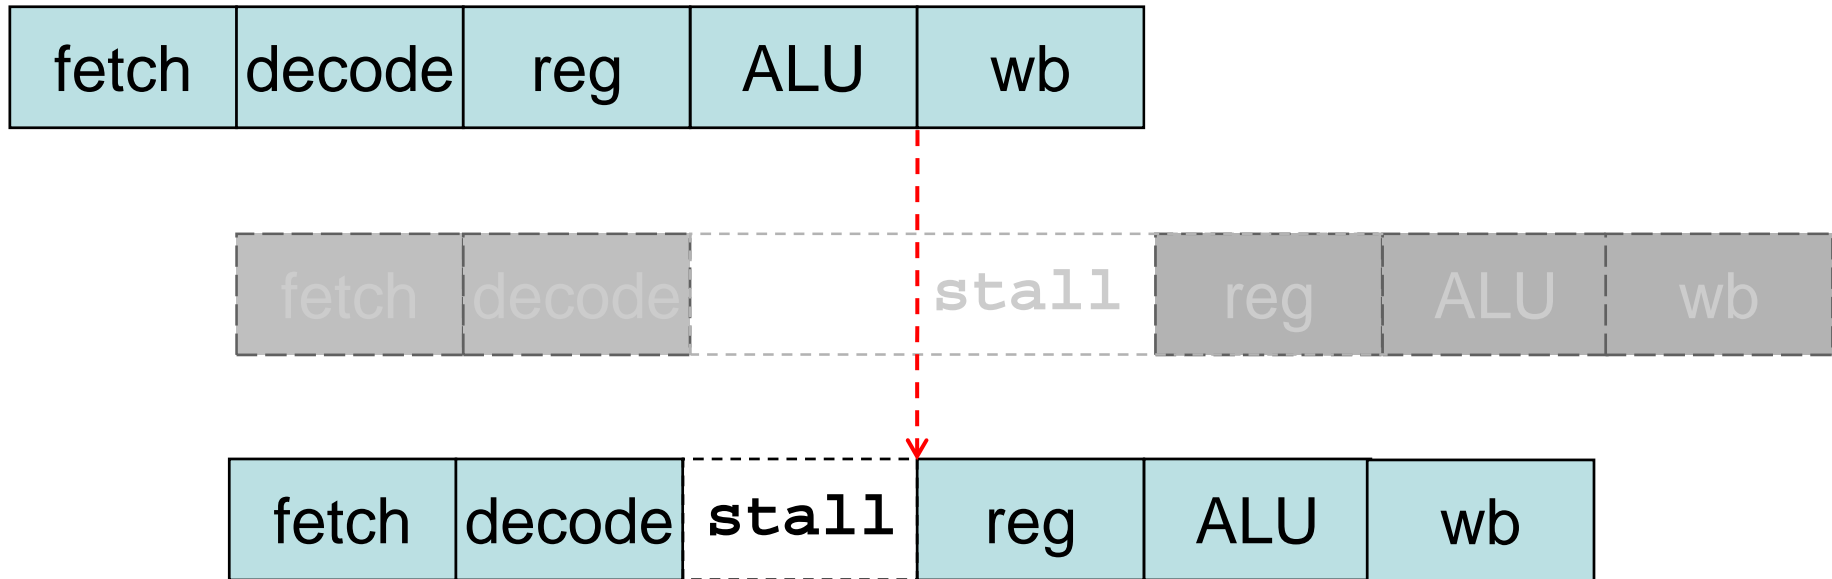 fetch decode reg ALU wb
fetch decode stall reg ALU wb
fetch decode stall reg ALU wb